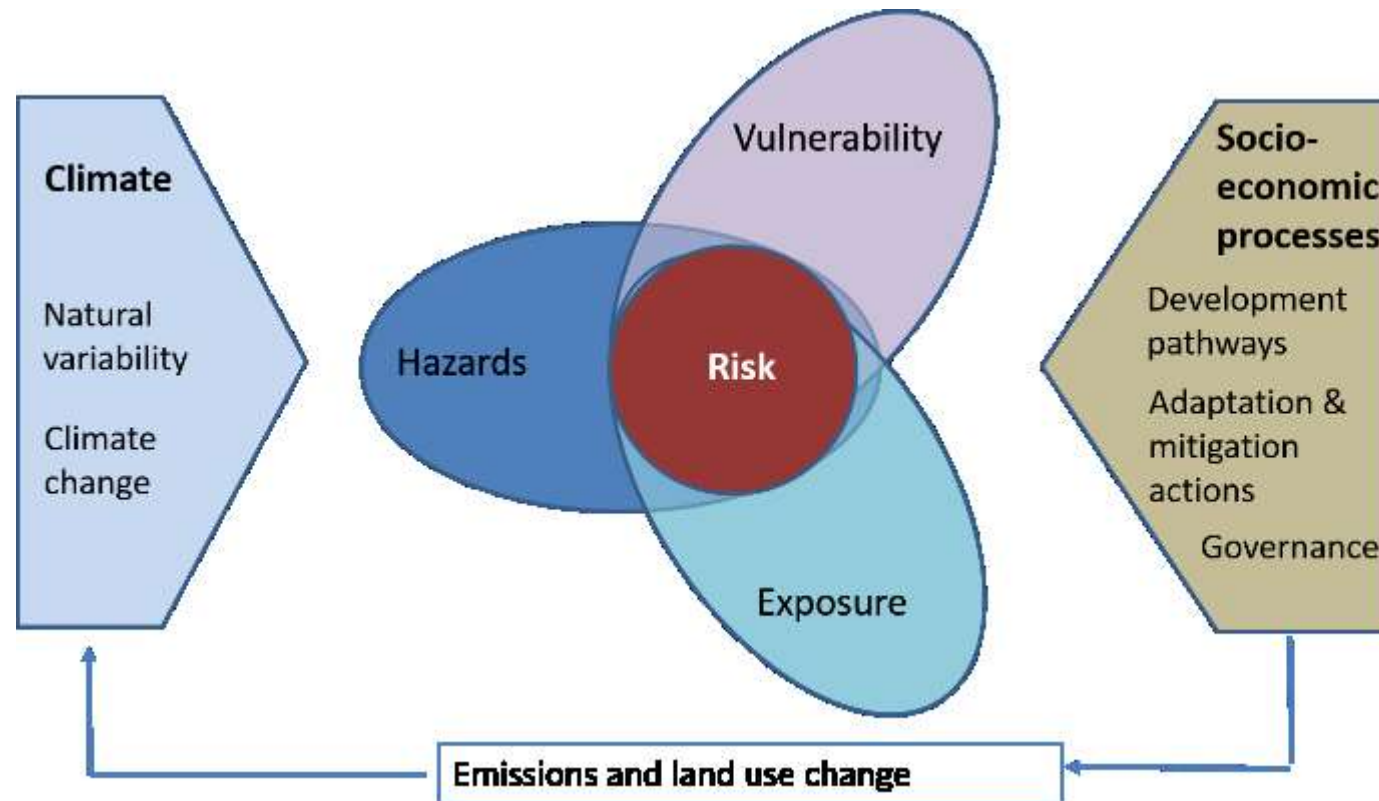 Climate
Natural
variability
Climate
change
Vulnerability
Hazards
Risk
Exposure
Socio-
economic
processes
Development
pathways
Adaptation &
mitigation
actions
Governance
Emissions and land use change